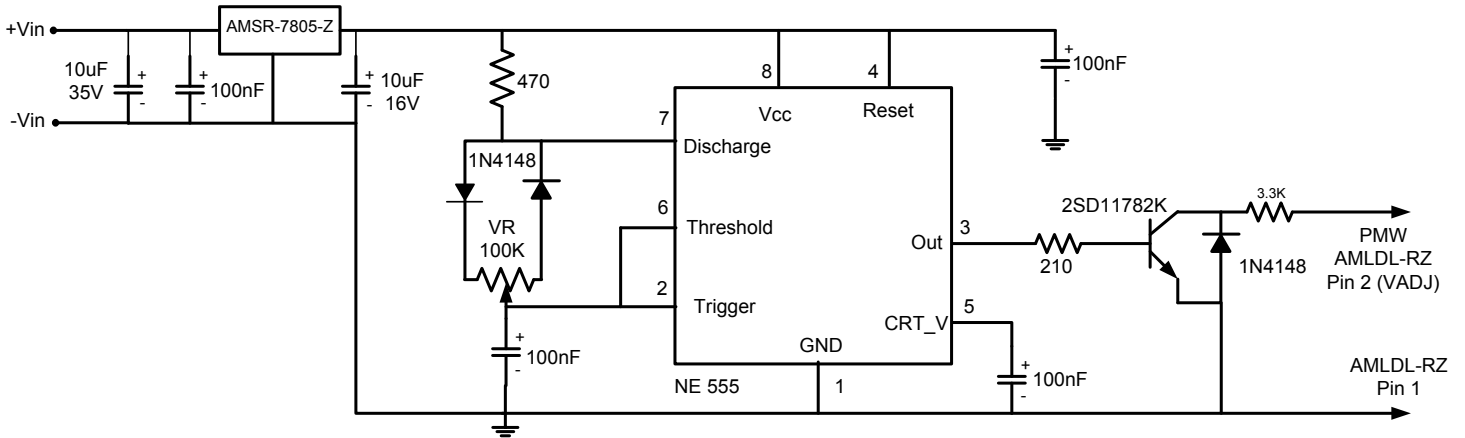 +Vin
AMSR-7805-Z
10uF
35V
+
-
+
-
100nF
+
-
10uF
16V
-Vin
470
8
4
+
-
100nF
Vcc
Reset
7
Discharge
1N4148
6
Threshold
VR
100K
2
Trigger
Out
3
210
2SD11782K
3.3K
1N4148
PMW
AMLDL-RZ
Pin 2 (VADJ)
CRT_V
5
GND
+
-
100nF
NE 555
1
+
-
100nF
AMLDL-RZ
Pin 1